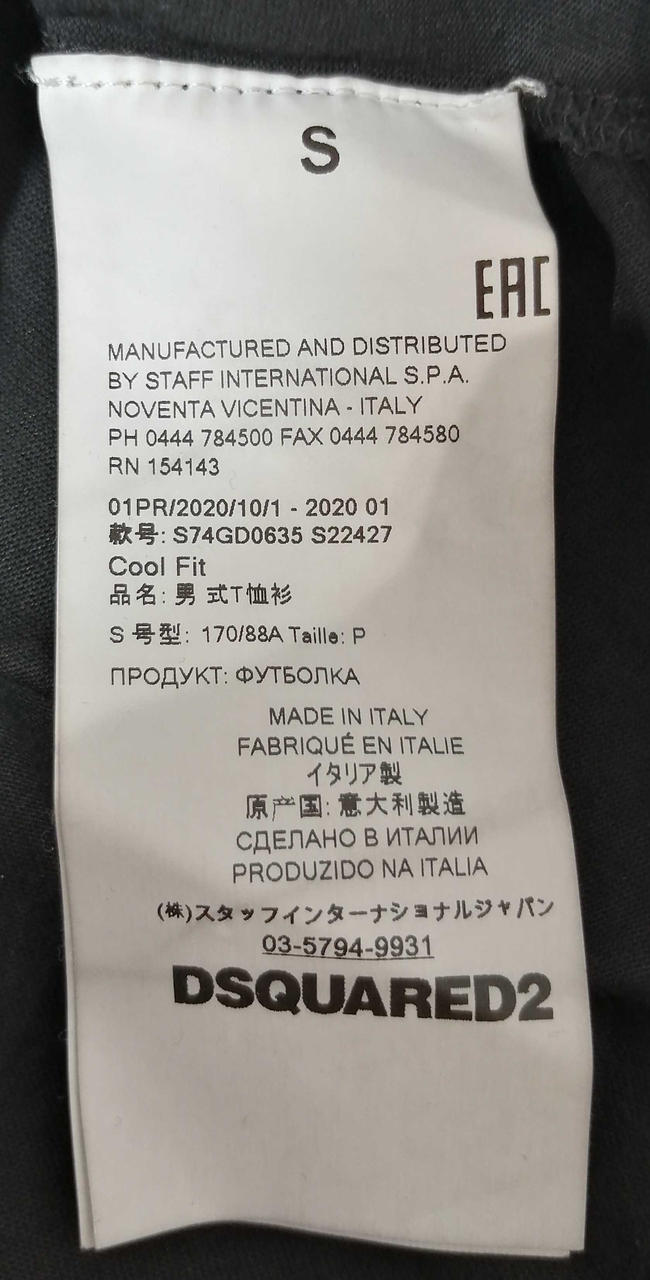 S
EAC
MANUFACTURED AND DISTRIBUTED
BY STAFF INTERNATIONAL S.P.A.
NOVENTA VICENTINA - ITALY
PH 0444 784500 FAX 0444 784580
RN 154143
01PR/2020/10/1 - 2020 01
款号: S74GD0635 S22427
Cool Fit
品名: 男 式T恤衫
S 号型: 170/88A Taille: P
ПРОДУКТ: ФУТБОЛКА
MADE IN ITALY
FABRIQUÉ EN ITALIE
イタリア製
原产国: 意大利製造
СДЕЛАНО В ИТАЛИИ
PRODUZIDO NA ITALIA
(株)スタッフインターナショナルジャパン
03-5794-9931
DSQUARED2